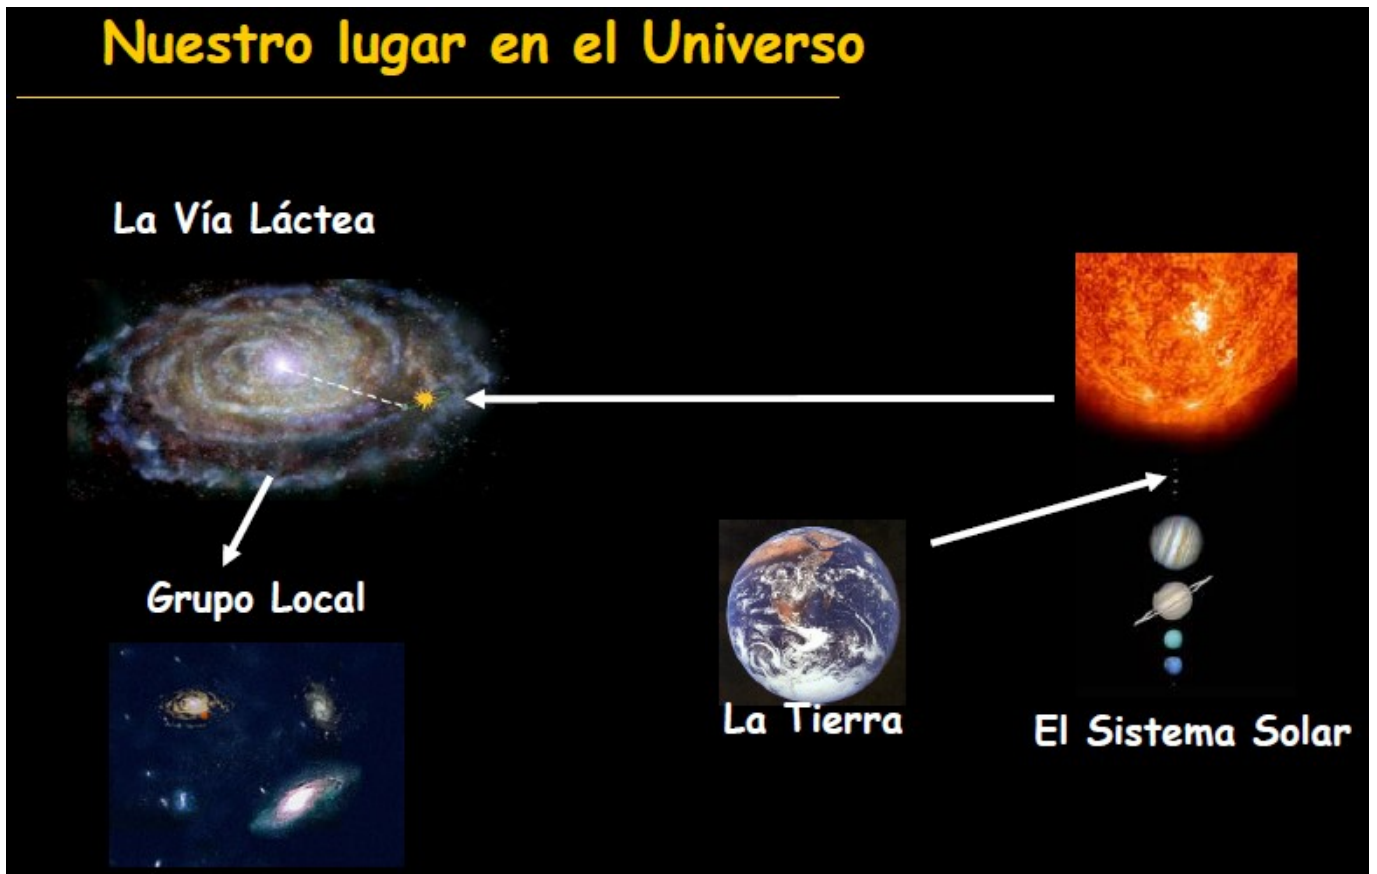 Nuestro lugar en el Universo
La Vía Láctea
Grupo Local
La Tierra
El Sistema Solar